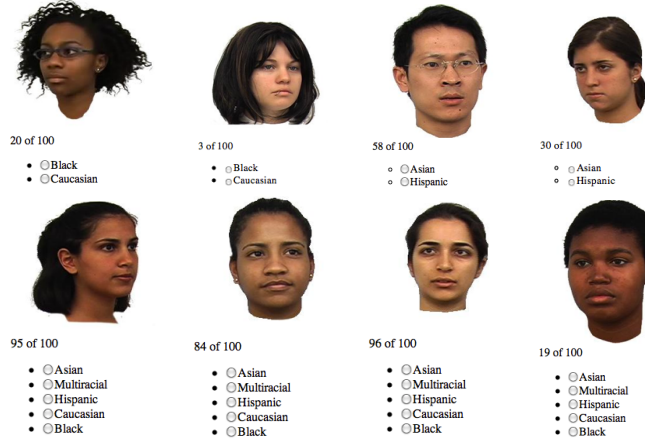 20 of 100
Black
Caucasian
3 of 100
Black
Caucasian
58 of 100
Asian
Hispanic
30 of 100
Asian
Hispanic
95 of 100
Asian
Multiracial
Hispanic
Caucasian
Black
84 of 100
Asian
Multiracial
Hispanic
Caucasian
Black
96 of 100
Asian
Multiracial
Hispanic
Caucasian
Black
19 of 100
Asian
Multiracial
Hispanic
Caucasian
Black